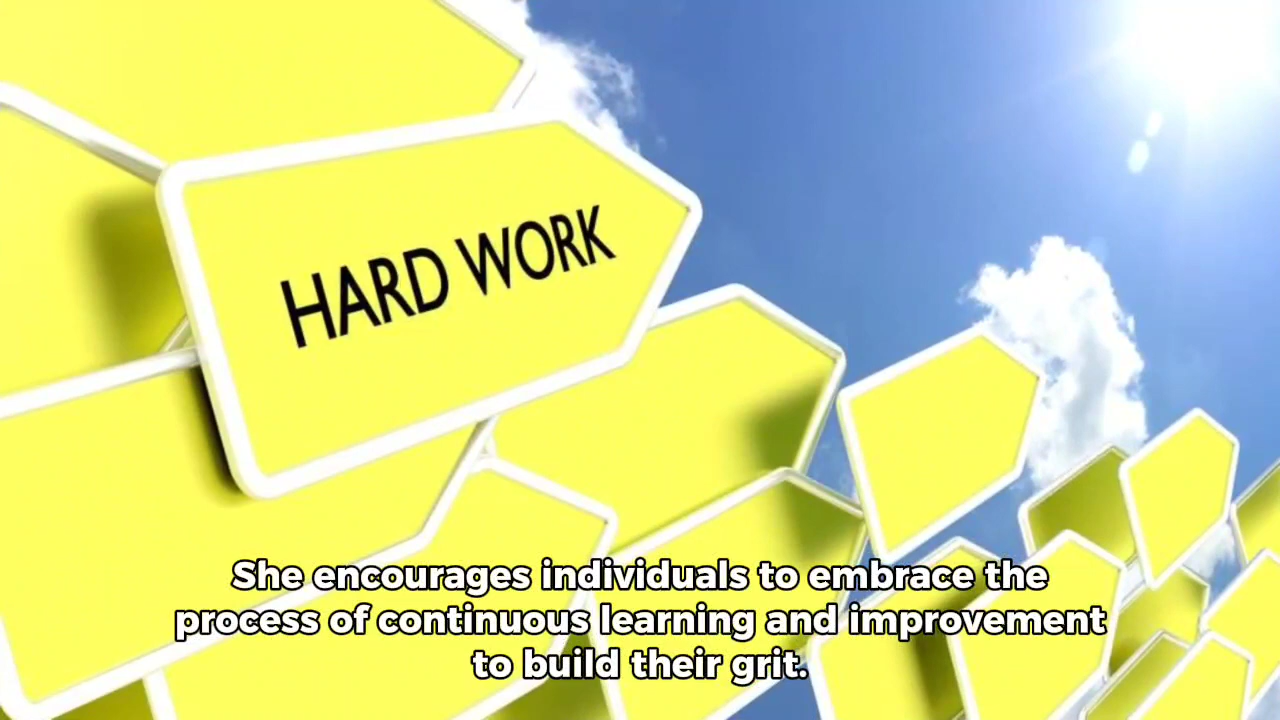 HARD WORK
She encourages individuals to embrace the
process of continuous learning and improvement
to build their grit.